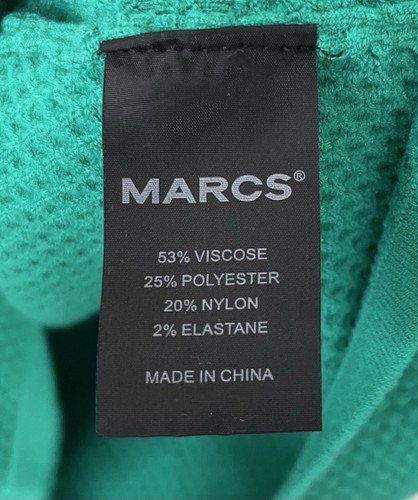 MARCS®
53% VISCOSE
25% POLYESTER
20% NYLON
2% ELASTANE
MADE IN CHINA